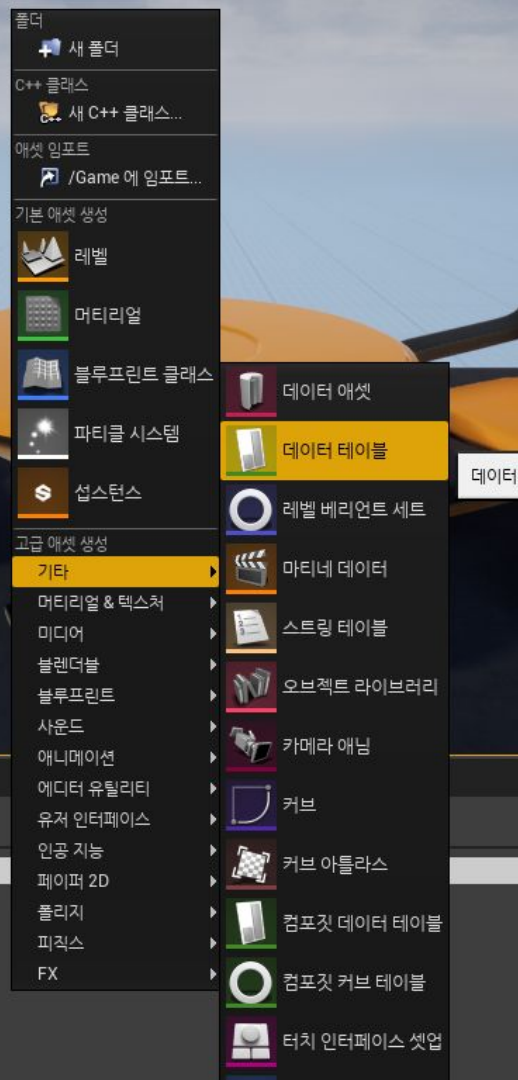 폴더
새 폴더
C++ 클래스
C++ 새 C++ 클래스...
애셋 임포트
/Game 에 임포트...
기본 애셋 생성
레벨
머티리얼
블루프린트 클래스
파티클 시스템
섭스턴스
고급 애셋 생성
기타
머티리얼 & 텍스처
미디어
블렌더블
블루프린트
사운드
애니메이션
에디터 유틸리티
유저 인터페이스
인공 지능
페이퍼 2D
폴리지
피직스
FX
데이터 애셋
데이터 테이블
데이터
레벨 베리언트 세트
마티네 데이터
스트링 테이블
오브젝트 라이브러리
카메라 애님
커브
커브 아틀라스
컴포짓 데이터 테이블
컴포짓 커브 테이블
터치 인터페이스 셋업